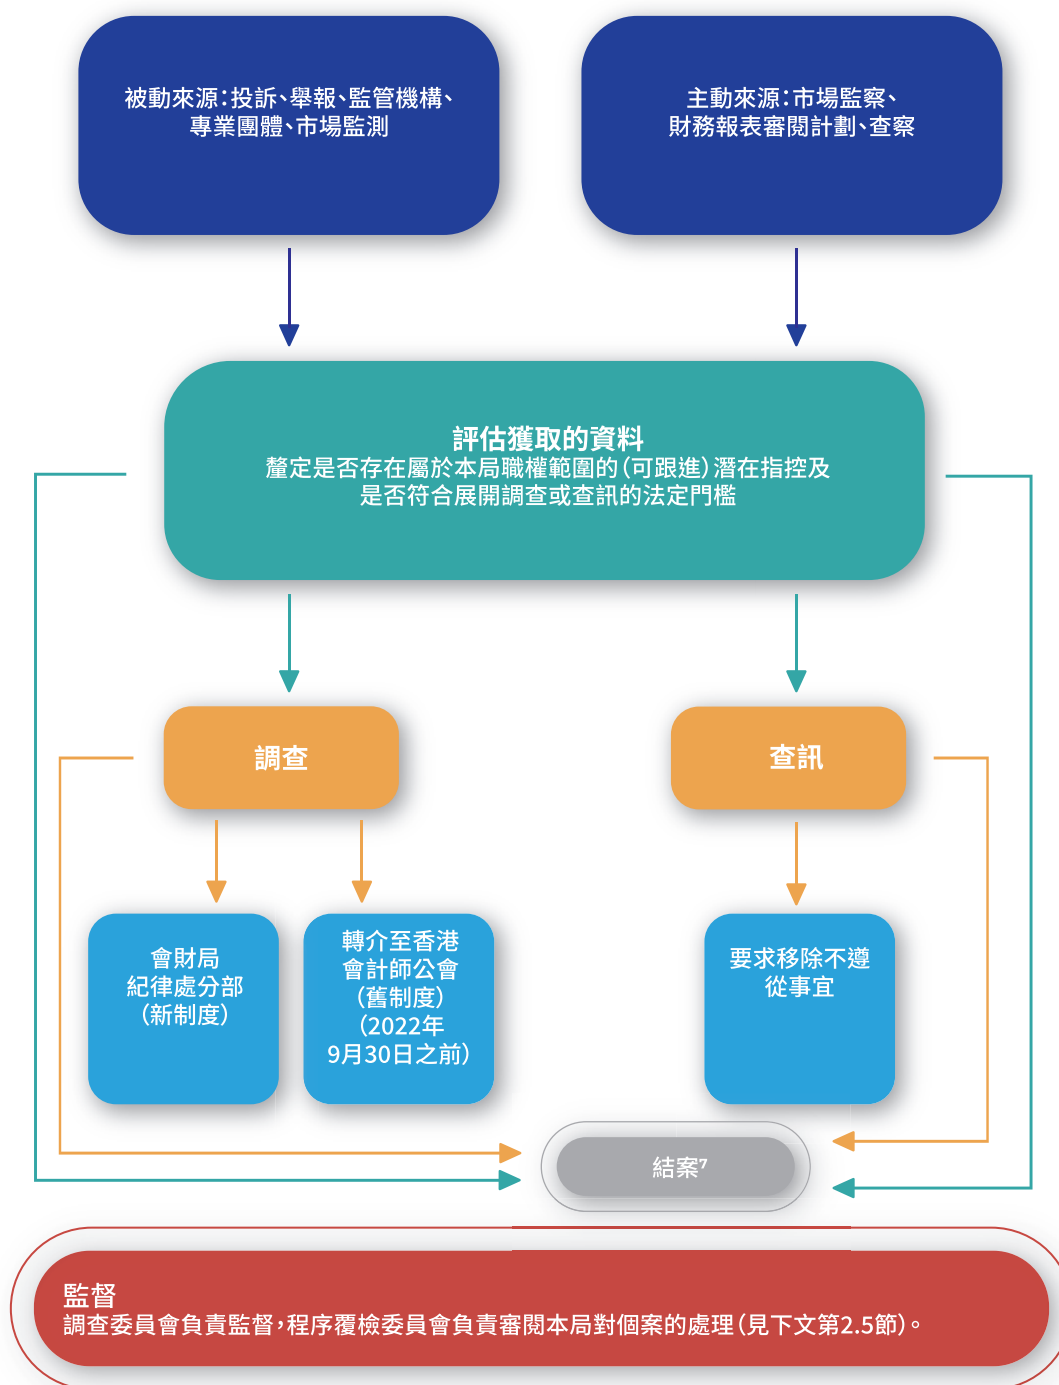 被動來源：投訴、舉報、監管機構、
專業團體、市場監測
主動來源：市場監察、
財務報表審閱計劃、查察
評估獲取的資料
釐定是否存在屬於本局職權範圍的（可跟進）潛在指控及
是否符合展開調查或查訊的法定門檻
調查
查訊
會財局
紀律處分部
（新制度）
轉介至香港
會計師公會
（舊制度）
（2022年
9月30日之前）
要求移除不遵
從事宜
結案⁷
監督
調查委員會負責監督，程序覆檢委員會負責審閱本局對個案的處理（見下文第2.5節）。